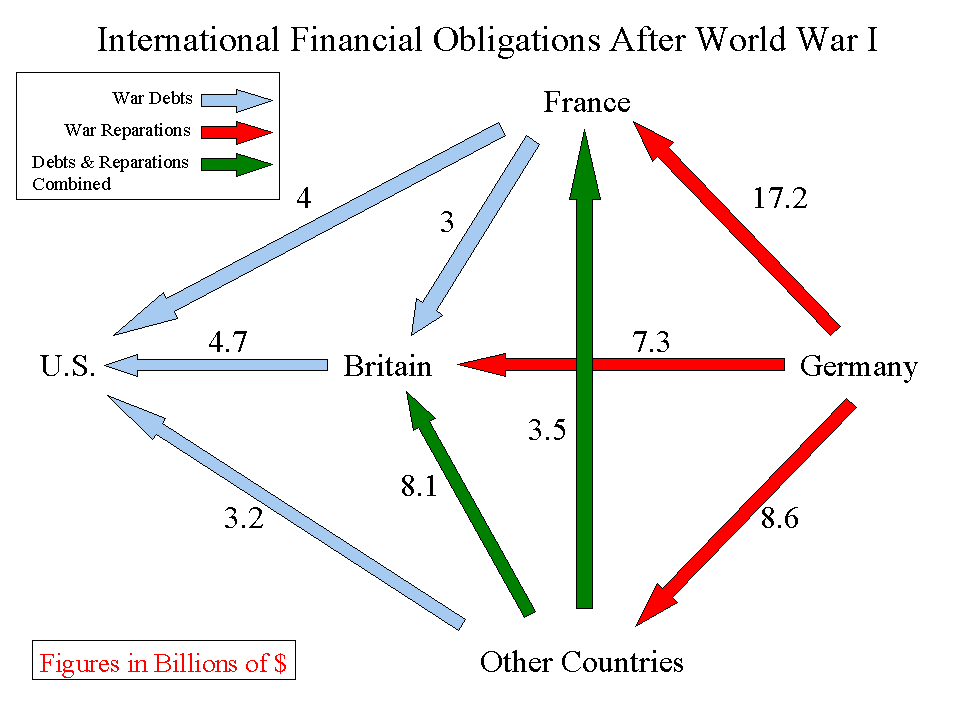 International Financial Obligations After World War I
War Debts
War Reparations
Debts & Reparations
Combined
France
4
3
17.2
U.S.
4.7
Britain
7.3
Germany
3.5
8.1
3.2
8.6
Figures in Billions of $
Other Countries